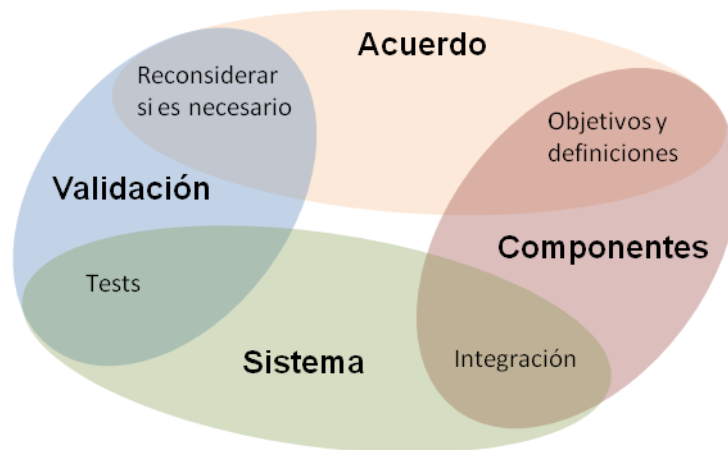 Acuerdo
Reconsiderar
si es necesario
Objetivos y
definiciones
Validación
Componentes
Tests
Sistema
Integración